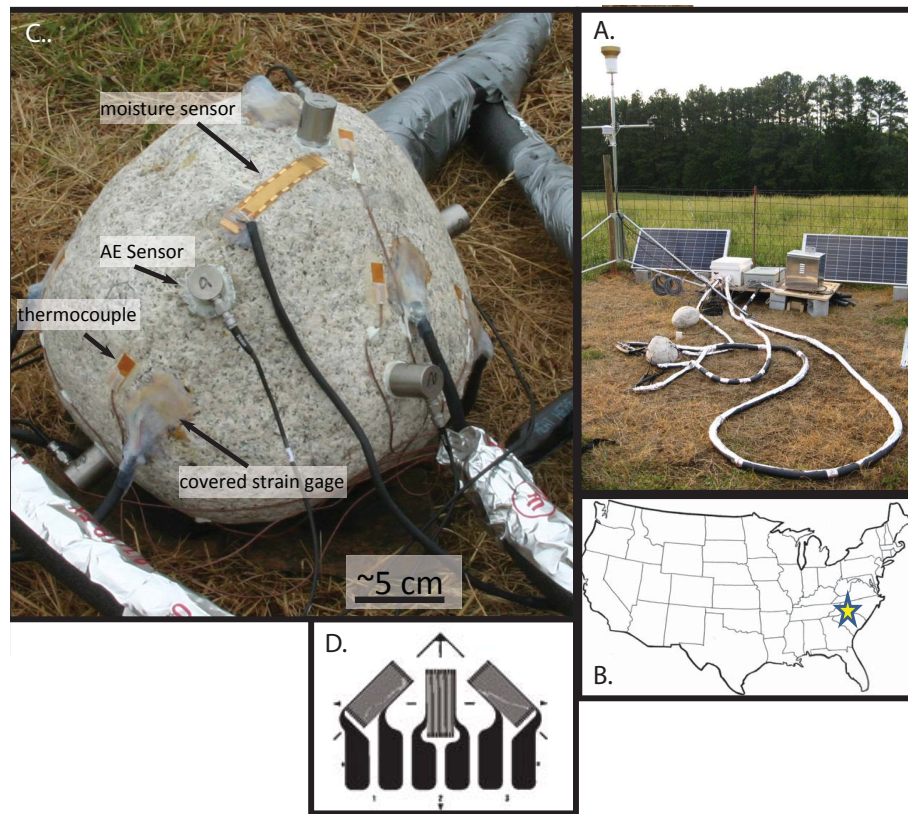 C..
moisture sensor
AE Sensor
thermocouple
covered strain gage
~5 cm
A.
B.
D.
1 2 3